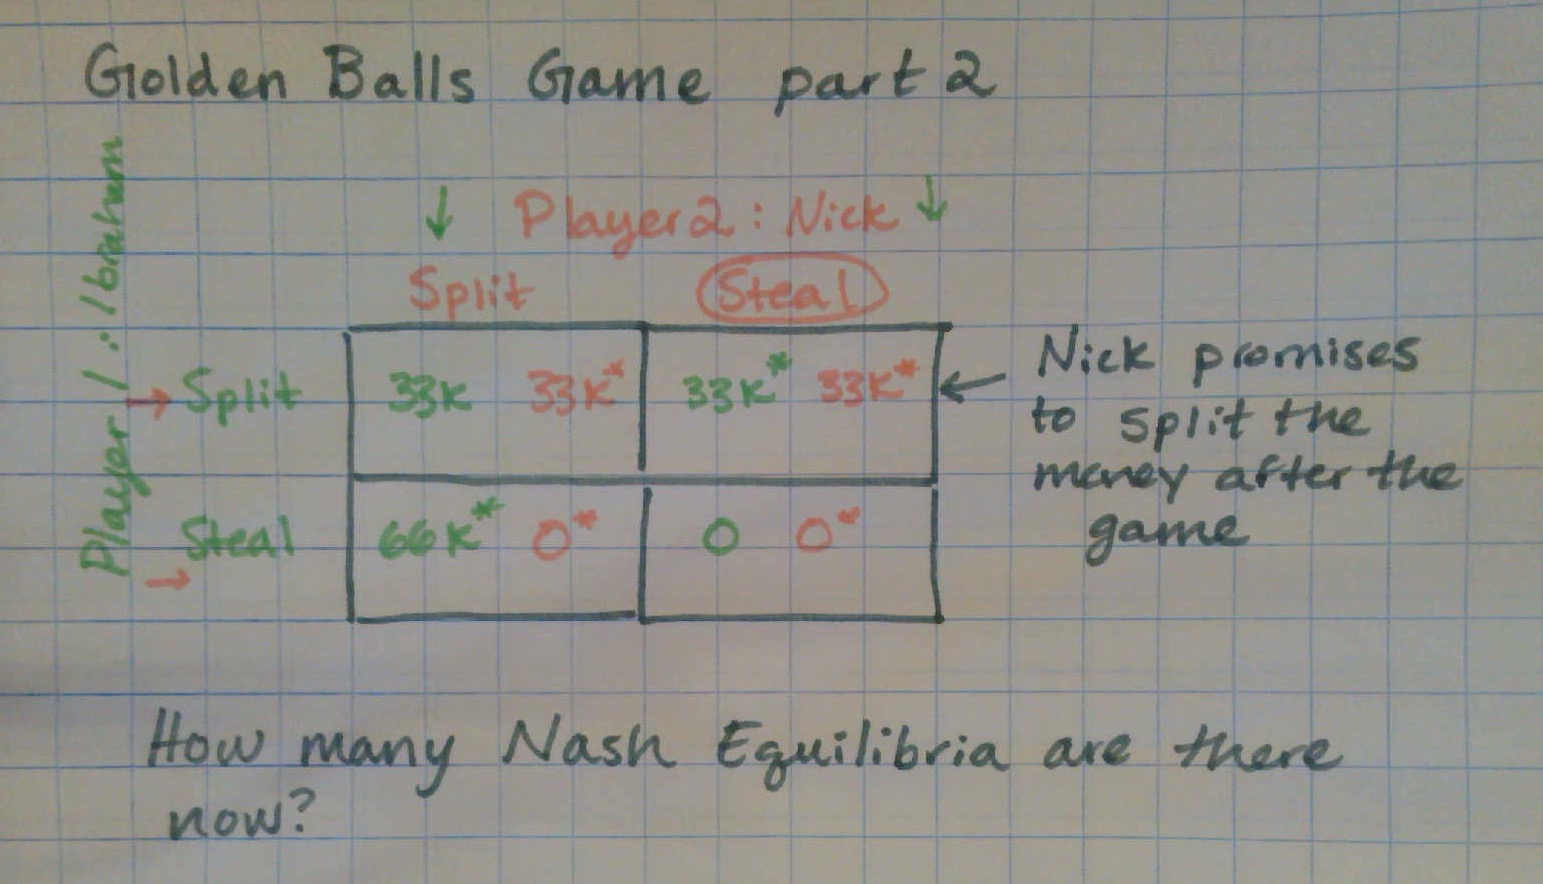 Golden Balls Game part 2
Player 1: Ibraham
Player 2: Nick
Split Steal
Split 33K 33K* 33K* 33K*
Steal 66K* 0* 0 0*
Nick promises
to split the
money after the
game
How many Nash Equilibria are there
now?